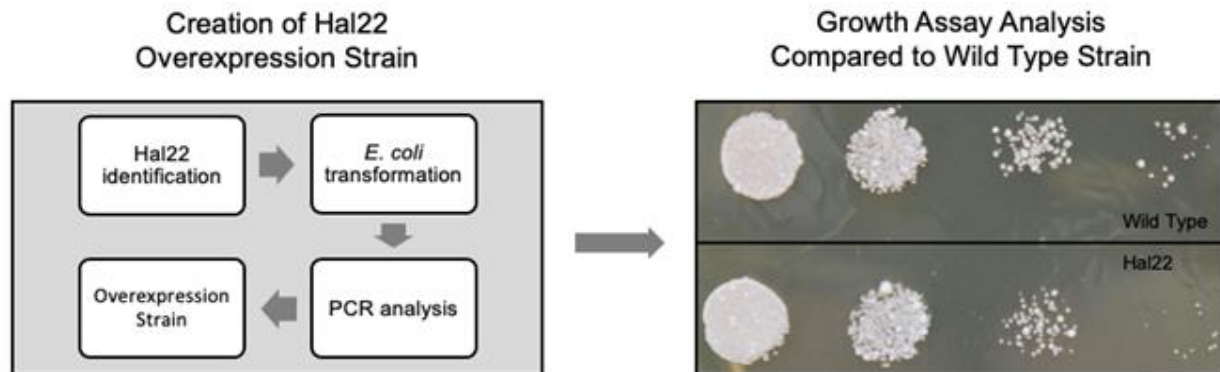 Creation of Hal22
Overexpression Strain
Hal22
identification
E. coli
transformation
Overexpression
Strain
PCR analysis
Growth Assay Analysis
Compared to Wild Type Strain
Wild Type
Hal22